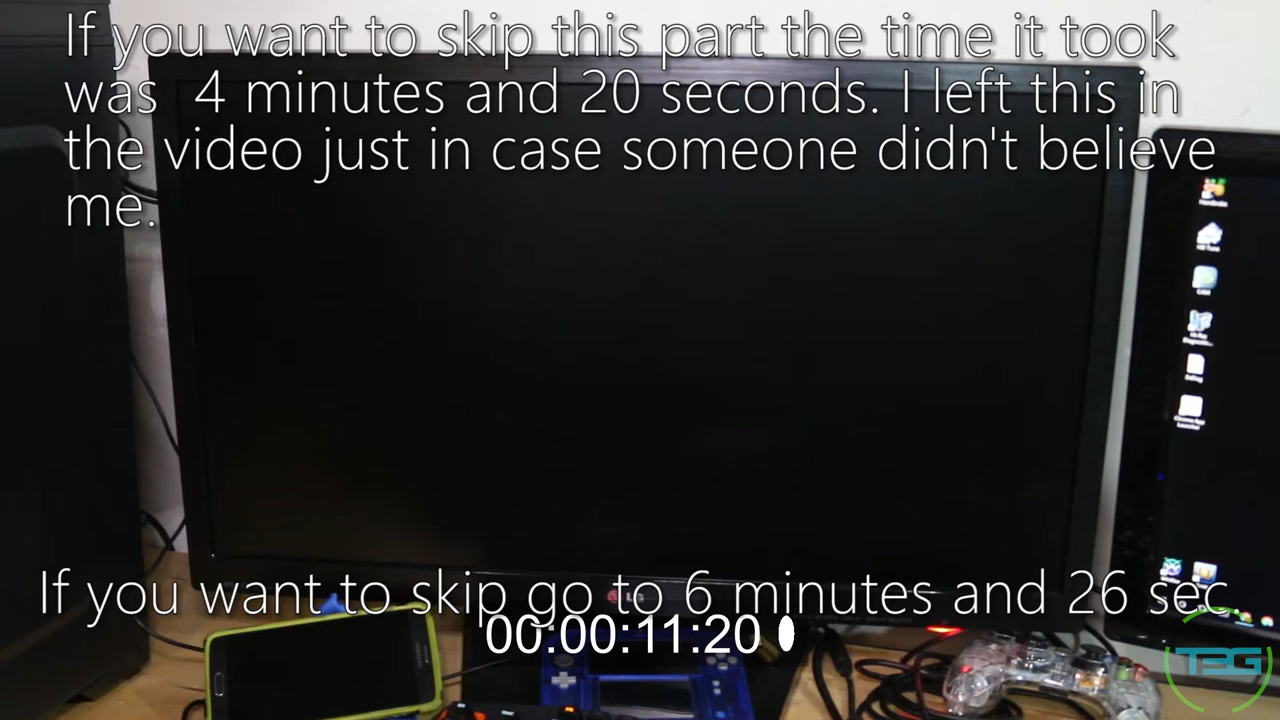 If you want to skip this part the time it took
was  4 minutes and 20 seconds. I left this in
the video just in case someone didn't believe
me.
If you want to skip go to 6 minutes and 26 sec.
LG
00:00:11:20
TBG